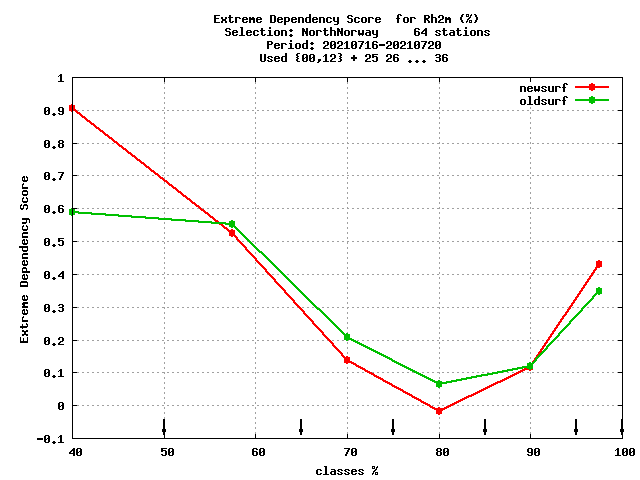 Extreme Dependency Score  for Rh2m (%)
Selection: NorthNorway     64 stations
Period: 20210716-20210720
Used {00,12} + 25 26 ... 36
newsurf
oldsurf
1
0.9
0.8
0.7
0.6
0.5
0.4
0.3
0.2
0.1
0
-0.1
Extreme Dependency Score
40 50 60 70 80 90 100
classes %